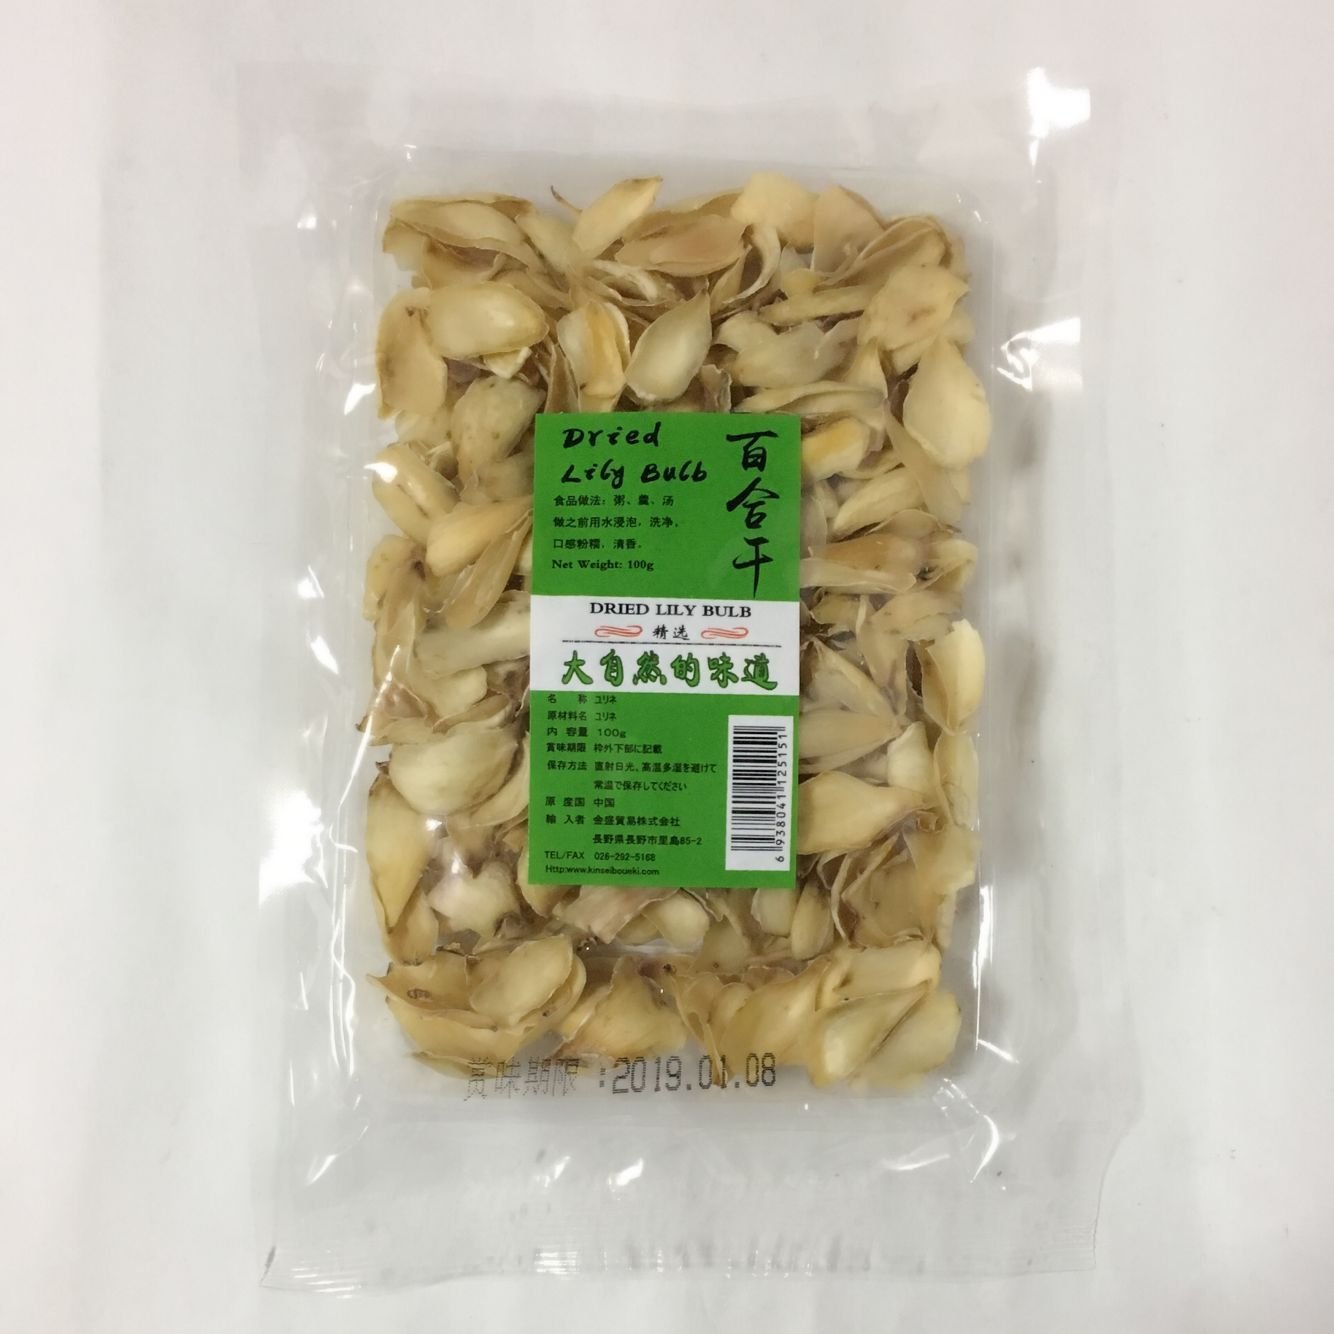 Dried
Lily Bulb
百合干
食品做法：粥、羹、汤
做之前用水浸泡，洗净，
口感粉糯，清香。
Net Weight: 100g
DRIED LILY BULB
精选
大自然的味道
名 称 ユリネ
原材料名 ユリネ
内 容量 100g
賞味期限 枠外下部に記載
保存方法 直射日光、高温多湿を避けて
常温で保存してください
原 産国 中国
輸 入者 金盛貿易株式会社
長野県長野市里島85-2
TEL/FAX 026-292-5168
Http:www.kinseiboueki.com
6938041125151
賞味期限 :2019.01.08